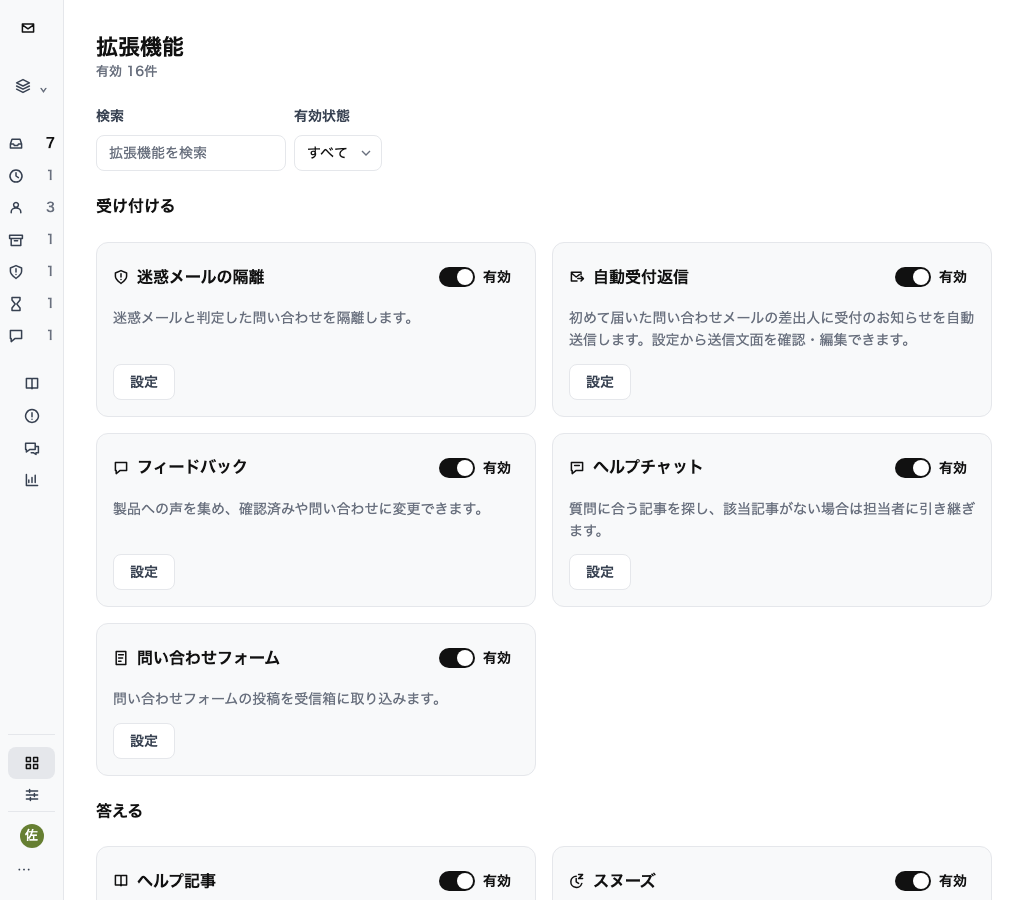 拡張機能
有効 16件
検索
有効状態
拡張機能を検索
すべて
7
1
3
1
1
1
1
受け付ける
迷惑メールの隔離
有効
迷惑メールと判定した問い合わせを隔離します。
設定
自動受付返信
有効
初めて届いた問い合わせメールの差出人に受付のお知らせを自動
送信します。設定から送信文面を確認・編集できます。
設定
フィードバック
有効
製品への声を集め、確認済みや問い合わせに変更できます。
設定
ヘルプチャット
有効
質問に合う記事を探し、該当記事がない場合は担当者に引き継ぎ
ます。
設定
問い合わせフォーム
有効
問い合わせフォームの投稿を受信箱に取り込みます。
設定
答える
ヘルプ記事
有効
スヌーズ
有効
佐